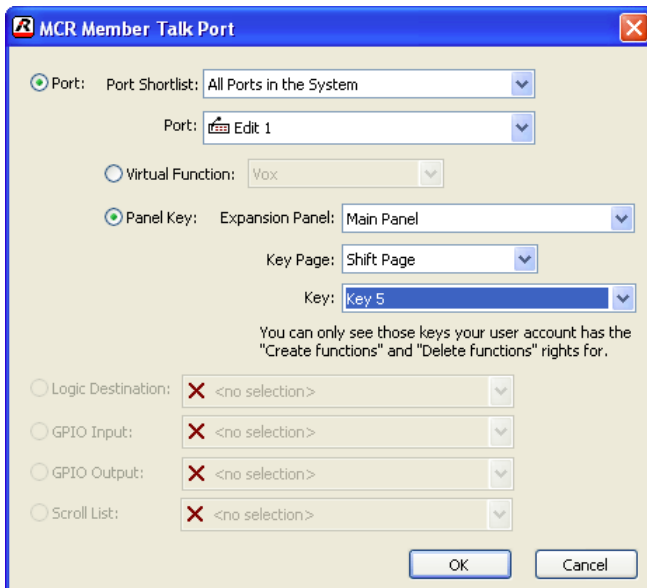 MCR Member Talk Port
Port: Port Shortlist: All Ports in the System
Port: Edit 1
Virtual Function: Vox
Panel Key: Expansion Panel: Main Panel
Key Page: Shift Page
Key: Key 5
You can only see those keys your user account has the
"Create functions" and "Delete functions" rights for.
Logic Destination: <no selection>
GPIO Input: <no selection>
GPIO Output: <no selection>
Scroll List: <no selection>
OK Cancel